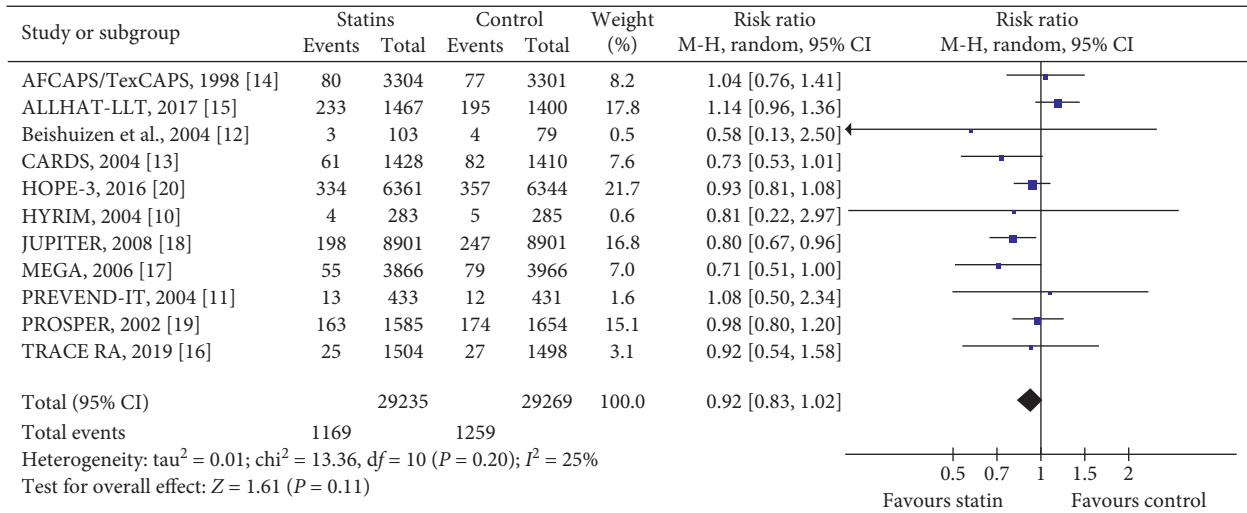 Study or subgroup Statins Control Weight Risk ratio Risk ratio
Events Total Events Total (%) M-H, random, 95% CI M-H, random, 95% CI
AFCAPS/TexCAPS, 1998 [14] 80 3304 77 3301 8.2 1.04 [0.76, 1.41]
ALLHAT-LLT, 2017 [15] 233 1467 195 1400 17.8 1.14 [0.96, 1.36]
Beishuizen et al., 2004 [12] 3 103 4 79 0.5 0.58 [0.13, 2.50]
CARDS, 2004 [13] 61 1428 82 1410 7.6 0.73 [0.53, 1.01]
HOPE-3, 2016 [20] 334 6361 357 6344 21.7 0.93 [0.81, 1.08]
HYRIM, 2004 [10] 4 283 5 285 0.6 0.81 [0.22, 2.97]
JUPITER, 2008 [18] 198 8901 247 8901 16.8 0.80 [0.67, 0.96]
MEGA, 2006 [17] 55 3866 79 3966 7.0 0.71 [0.51, 1.00]
PREVEND-IT, 2004 [11] 13 433 12 431 1.6 1.08 [0.50, 2.34]
PROSPER, 2002 [19] 163 1585 174 1654 15.1 0.98 [0.80, 1.20]
TRACE RA, 2019 [16] 25 1504 27 1498 3.1 0.92 [0.54, 1.58]
Total (95% CI) 29235 29269 100.0 0.92 [0.83, 1.02]
Total events 1169 1259
Heterogeneity: tau² = 0.01; chi² = 13.36, df = 10 (P = 0.20); I² = 25%
Test for overall effect: Z = 1.61 (P = 0.11)
0.5 0.7 1 1.5 2
Favours statin Favours control